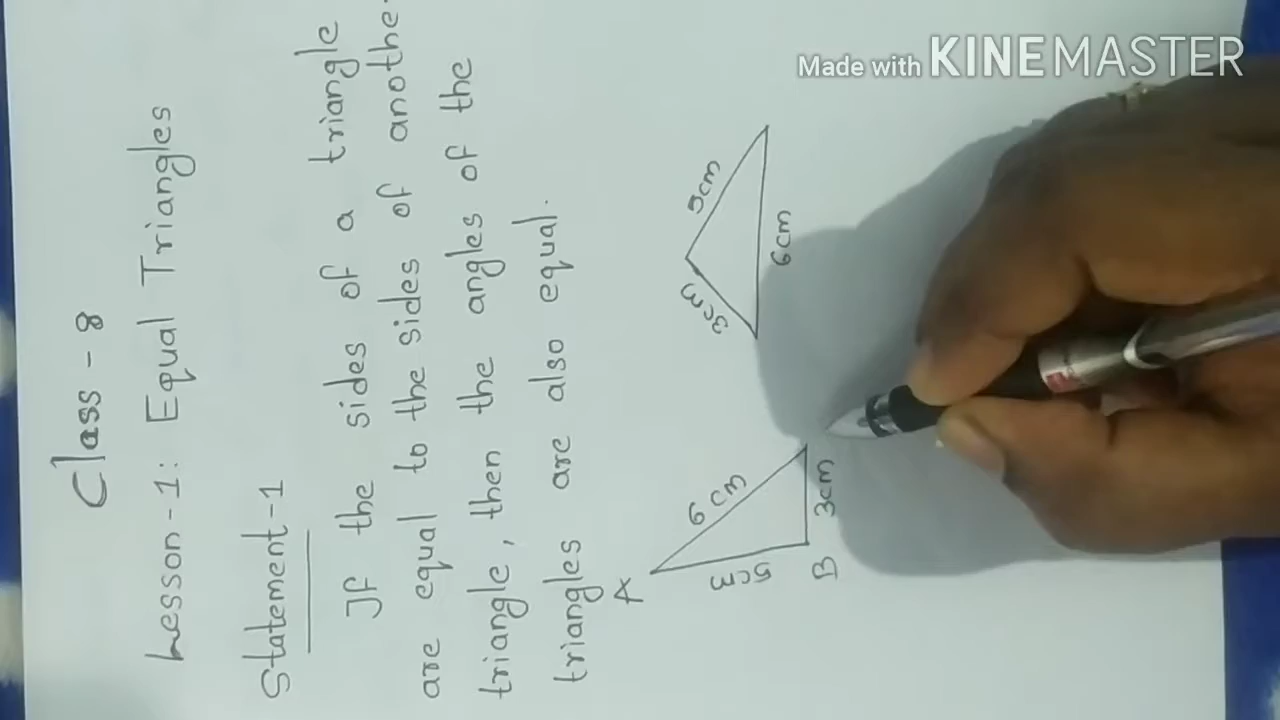 Class - 8
Lesson-1: Equal Triangles
Statement-1
If the sides of a triangle
are equal to the sides of another
triangle, then the angles of the
triangles are also equal.
A
6cm
5cm
B
3cm
3cm
5cm
6cm
Made with KINEMASTER